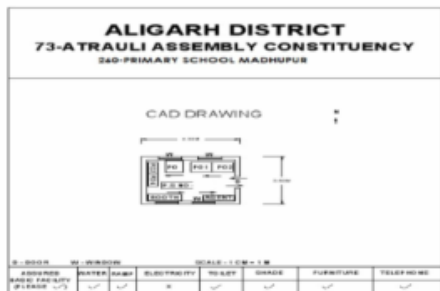 ALIGARH DISTRICT
73-ATRAULI ASSEMBLY CONSTITUENCY
260-PRIMARY SCHOOL MADHUPUR
CAD DRAWING
N
W
PO PO1 PO2
W
D-DOOR W-WINDOW SCALE-1 CM=1 M
ASSURED BASIC FACILITY (PLEASE ✓) WATER RAMP ELECTRICITY TOILET SHADE FURNITURE TELEPHONE
✓ ✓ × ✓ ✓ ✓ ✓